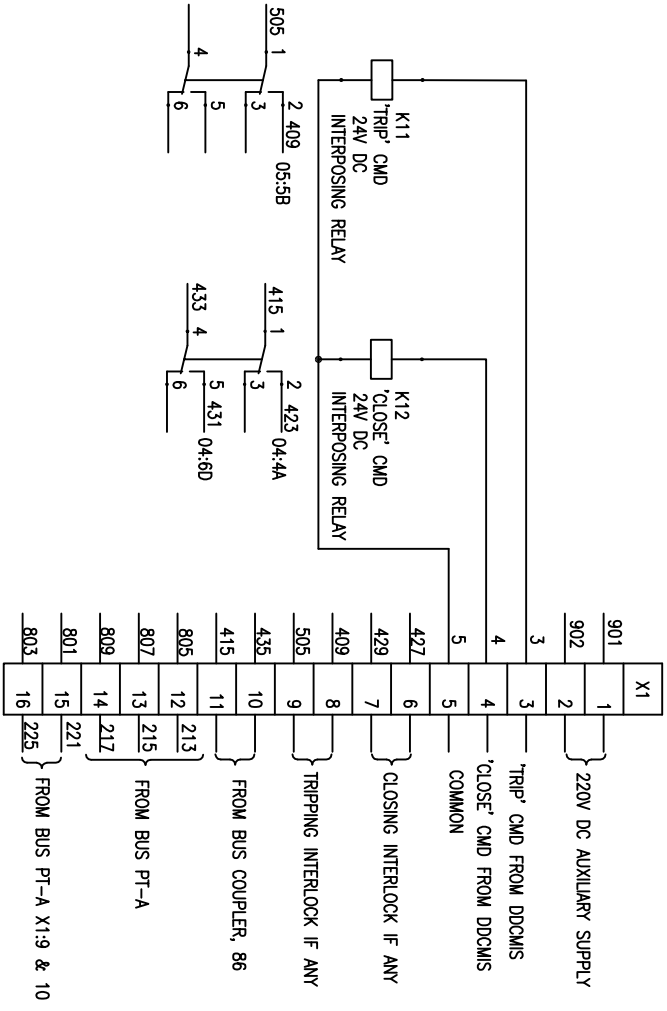 K11
'TRIP' CMD
24V DC
INTERPOSING RELAY
K12
'CLOSE' CMD
24V DC
INTERPOSING RELAY
505 1
2 409
05:5B
3
4
5
6
415 1
2 423
04:4A
3
433 4
5 431
04:6D
6
X1
901 1
902 2
220V DC AUXILIARY SUPPLY
3 3 'TRIP' CMD FROM DDCMIS
4 4 'CLOSE' CMD FROM DDCMIS
5 5 COMMON
427 6
429 7
CLOSING INTERLOCK IF ANY
409 8
505 9
TRIPPING INTERLOCK IF ANY
435 10
415 11
FROM BUS COUPLER, 86
805 12 213
807 13 215
809 14 217
FROM BUS PT-A
801 15 221
803 16 225
FROM BUS PT-A X1:9 & 10